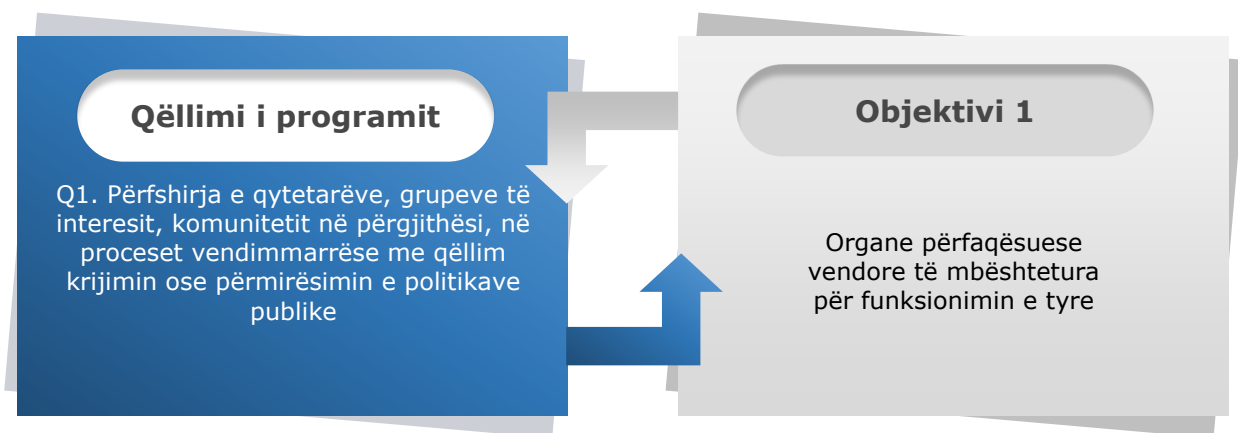 Qëllimi i programit
Q1. Përfshirja e qytetarëve, grupeve të
interesit, komunitetit në përgjithësi, në
proceset vendimmarrëse me qëllim
krijimin ose përmirësimin e politikave
publike
Objektivi 1
Organe përfaqësuese
vendore të mbështetura
për funksionimin e tyre